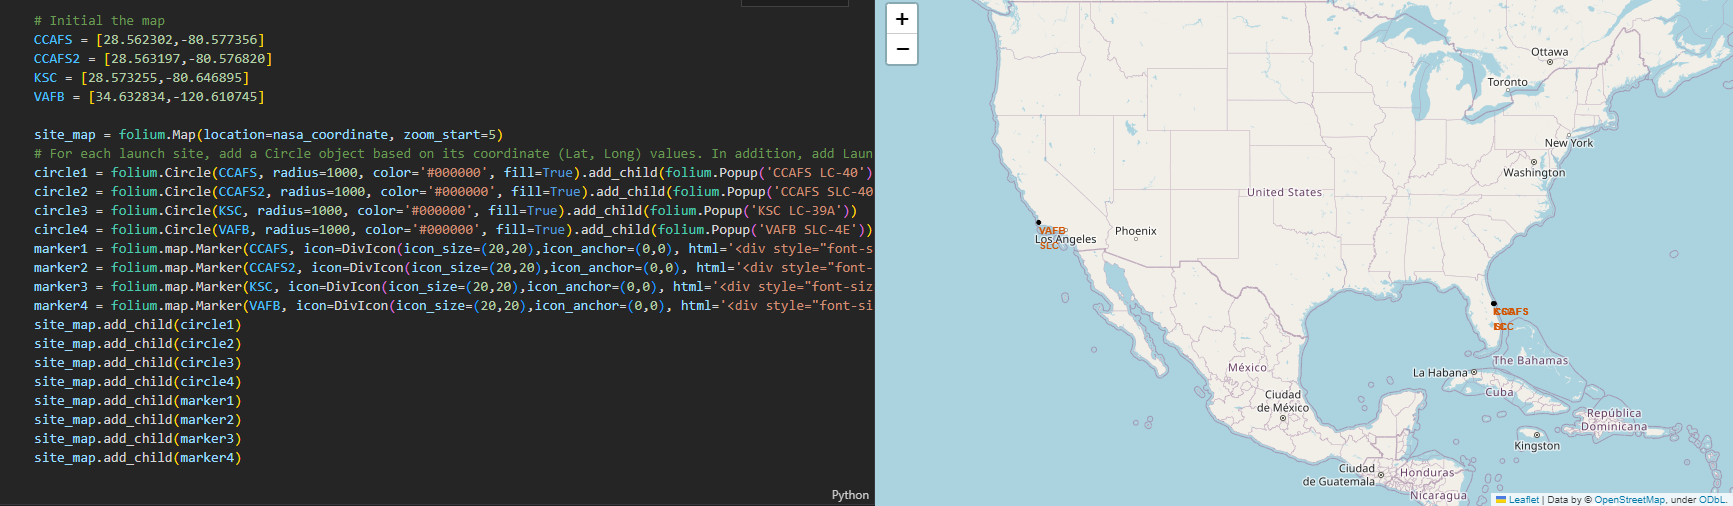 # Initial the map
CCAFS = [28.562302,-80.577356]
CCAFS2 = [28.563197,-80.576820]
KSC = [28.573255,-80.646895]
VAFB = [34.632834,-120.610745]
site_map = folium.Map(location=nasa_coordinate, zoom_start=5)
# For each launch site, add a Circle object based on its coordinate (Lat, Long) values. In addition, add Laun
circle1 = folium.Circle(CCAFS, radius=1000, color='#000000', fill=True).add_child(folium.Popup('CCAFS LC-40')
circle2 = folium.Circle(CCAFS2, radius=1000, color='#000000', fill=True).add_child(folium.Popup('CCAFS SLC-40
circle3 = folium.Circle(KSC, radius=1000, color='#000000', fill=True).add_child(folium.Popup('KSC LC-39A'))
circle4 = folium.Circle(VAFB, radius=1000, color='#000000', fill=True).add_child(folium.Popup('VAFB SLC-4E'))
marker1 = folium.map.Marker(CCAFS, icon=DivIcon(icon_size=(20,20),icon_anchor=(0,0), html='<div style="font-s
marker2 = folium.map.Marker(CCAFS2, icon=DivIcon(icon_size=(20,20),icon_anchor=(0,0), html='<div style="font-
marker3 = folium.map.Marker(KSC, icon=DivIcon(icon_size=(20,20),icon_anchor=(0,0), html='<div style="font-siz
marker4 = folium.map.Marker(VAFB, icon=DivIcon(icon_size=(20,20),icon_anchor=(0,0), html='<div style="font-si
site_map.add_child(circle1)
site_map.add_child(circle2)
site_map.add_child(circle3)
site_map.add_child(circle4)
site_map.add_child(marker1)
site_map.add_child(marker2)
site_map.add_child(marker3)
site_map.add_child(marker4)
Python
+
−
Ottawa
Toronto
New York
Washington
United States
VAFB
Los Angeles
SLC
Phoenix
CCAFS
The Bahamas
La Habana
México
Cuba
Ciudad
de México
República
Dominicana
Kingston
Ciudad
de Guatemala
Honduras
Nicaragua
Leaflet | Data by © OpenStreetMap, under ODbL.